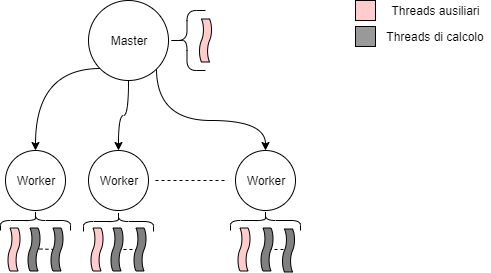 Master
Threads ausiliari
Threads di calcolo
Worker
Worker
Worker